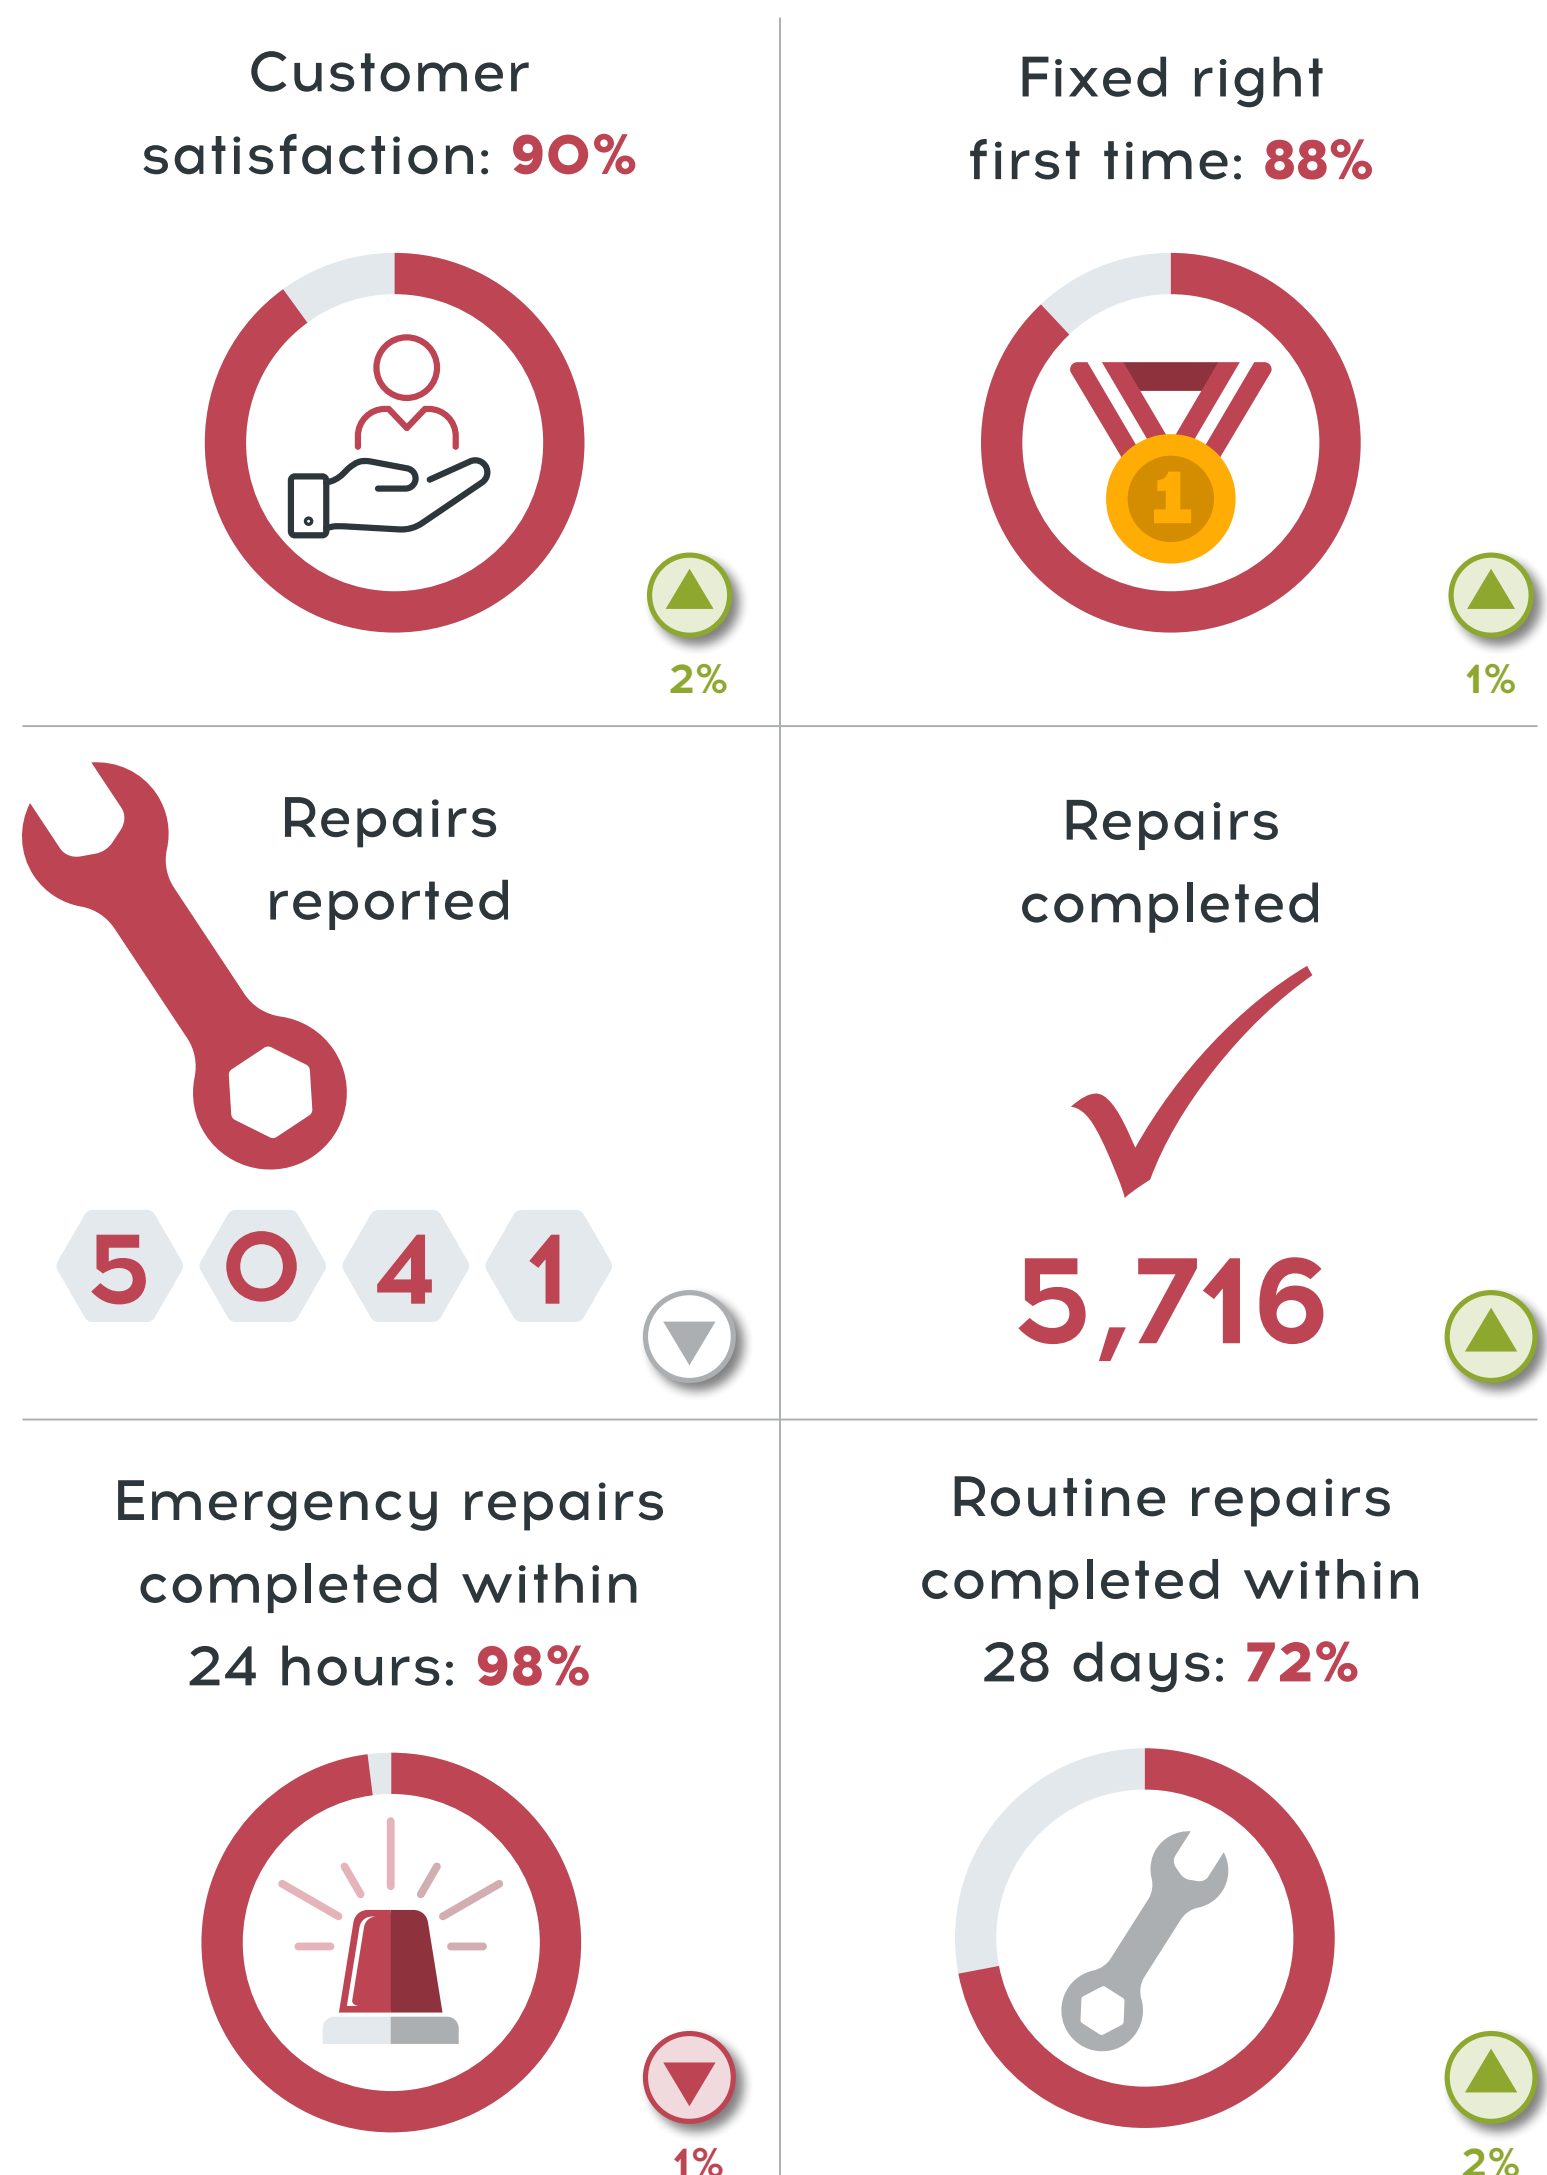 Customer
satisfaction: 90%
2%
Fixed right
first time: 88%
1
1%
Repairs
reported
5 0 4 1
Repairs
completed
5,716
Emergency repairs
completed within
24 hours: 98%
1%
Routine repairs
completed within
28 days: 72%
2%